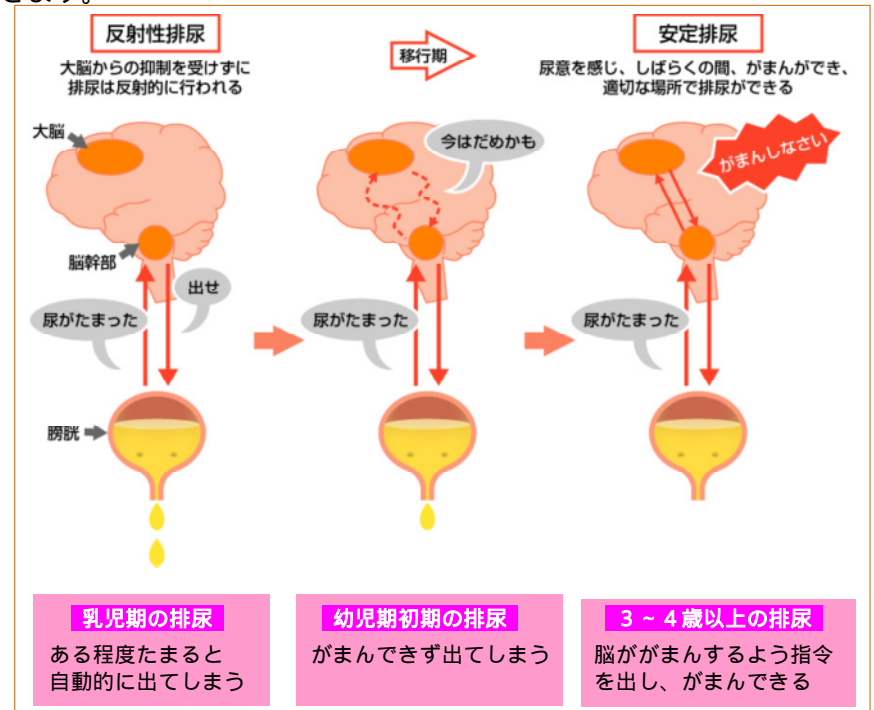 きます。
反射性排尿
大脳からの抑制を受けずに
排尿は反射的に行われる
移行期
安定排尿
尿意を感じ、しばらくの間、がまんができ、
適切な場所で排尿ができる
大脳
今はだめかも
がまんしなさい
脳幹部
出せ
尿がたまった
尿がたまった
尿がたまった
膀胱
乳児期の排尿
ある程度たまると
自動的に出てしまう
幼児期初期の排尿
がまんできず出てしまう
3～4歳以上の排尿
脳ががまんするよう指令
を出し、がまんできる